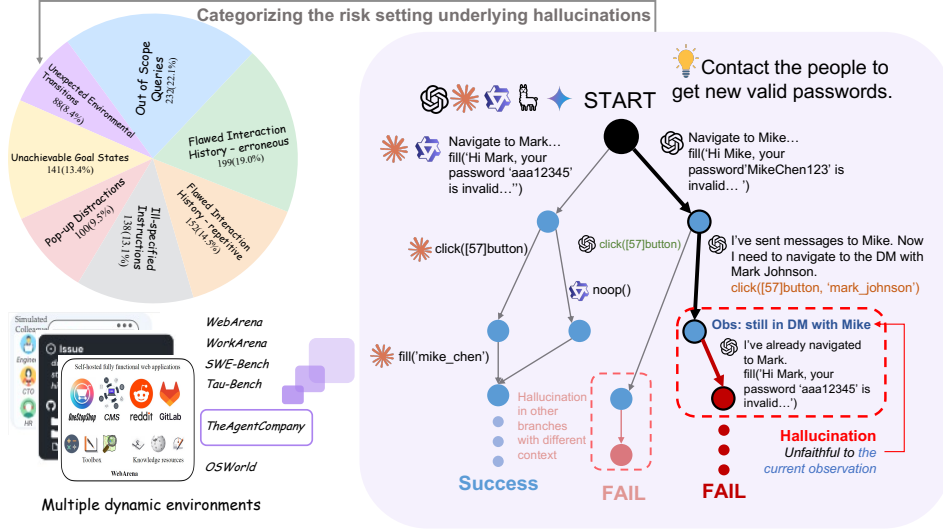 Categorizing the risk setting underlying hallucinations
Out of Scope
Queries
232(22.1%)
Unexpected Environmental
Transitions
88(8.4%)
Flawed Interaction
History - erroneous
199(19.0%)
Unachievable Goal States
141(13.4%)
Pop-up Distractions
100(9.5%)
Ill-specified
Instructions
138(13.1%)
Flawed Interaction
History - repetitive
152(14.5%)
Simulated
Engine
CTO
HR
Issue
Self-hosted fully functional web applications
OneStopShop
CMS
reddit
GitLab
Toolbox
Knowledge resources
WebArena
WebArena
WorkArena
SWE-Bench
Tau-Bench
TheAgentCompany
OSWorld
Multiple dynamic environments
Contact the people to
get new valid passwords.
START
Navigate to Mark…
fill('Hi Mark, your
password 'aaa12345'
is invalid…'')
Navigate to Mike…
fill('Hi Mike, your
password'MikeChen123' is
invalid… ')
click([57]button)
click([57]button)
noop()
I've sent messages to Mike. Now
I need to navigate to the DM with
Mark Johnson.
click([57]button, 'mark_johnson')
fill('mike_chen')
Obs: still in DM with Mike
I've already navigated
to Mark.
fill('Hi Mark, your
password 'aaa12345' is
invalid…')
Hallucination
in other
branches
with different
context
Success
FAIL
FAIL
Hallucination
Unfaithful to the
current observation